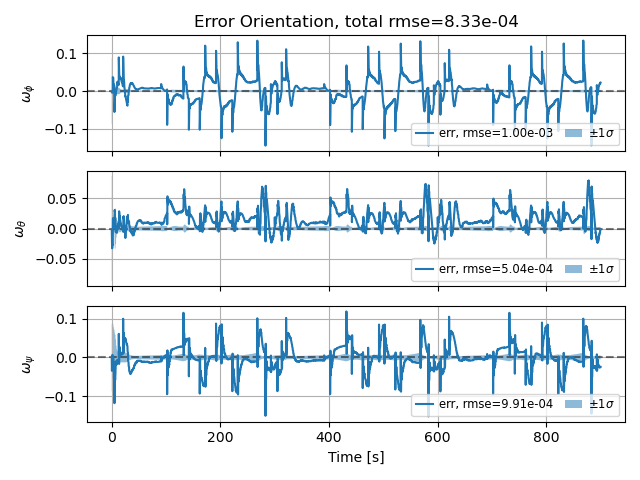 Error Orientation, total rmse=8.33e-04
ωϕ
0.1
0.0
−0.1
err, rmse=1.00e-03 ±1σ
ωθ
0.05
0.00
−0.05
err, rmse=5.04e-04 ±1σ
ωψ
0.1
0.0
−0.1
err, rmse=9.91e-04 ±1σ
0 200 400 600 800
Time [s]